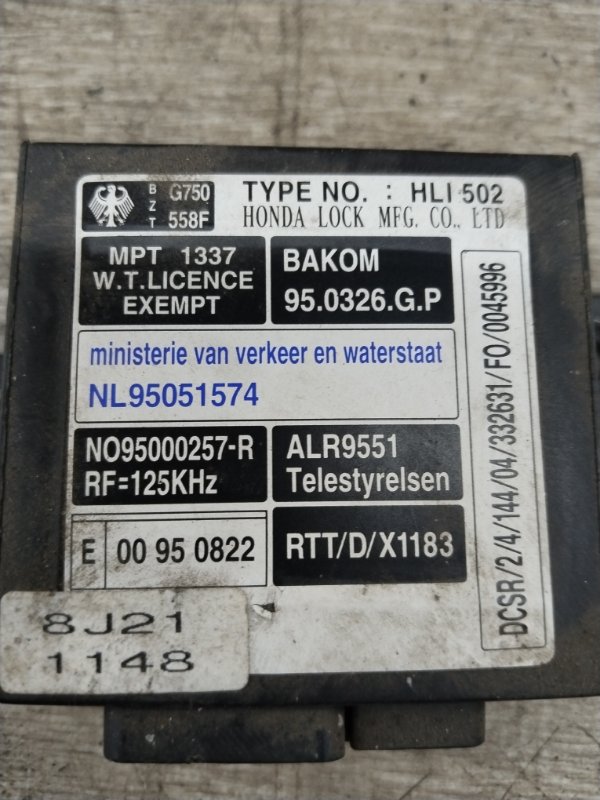 B Z T G750
558F
TYPE NO. : HLI 502
HONDA LOCK MFG. CO., LTD
MPT 1337
W.T.LICENCE
EXEMPT
BAKOM
95.0326.G.P
ministerie van verkeer en waterstaat
NL95051574
NO95000257-R
RF=125KHz
ALR9551
Telestyrelsen
E 00 95 0822
RTT/D/X1183
DCSR/2/4/144/04/332631/FO/0045996
8J21
1148